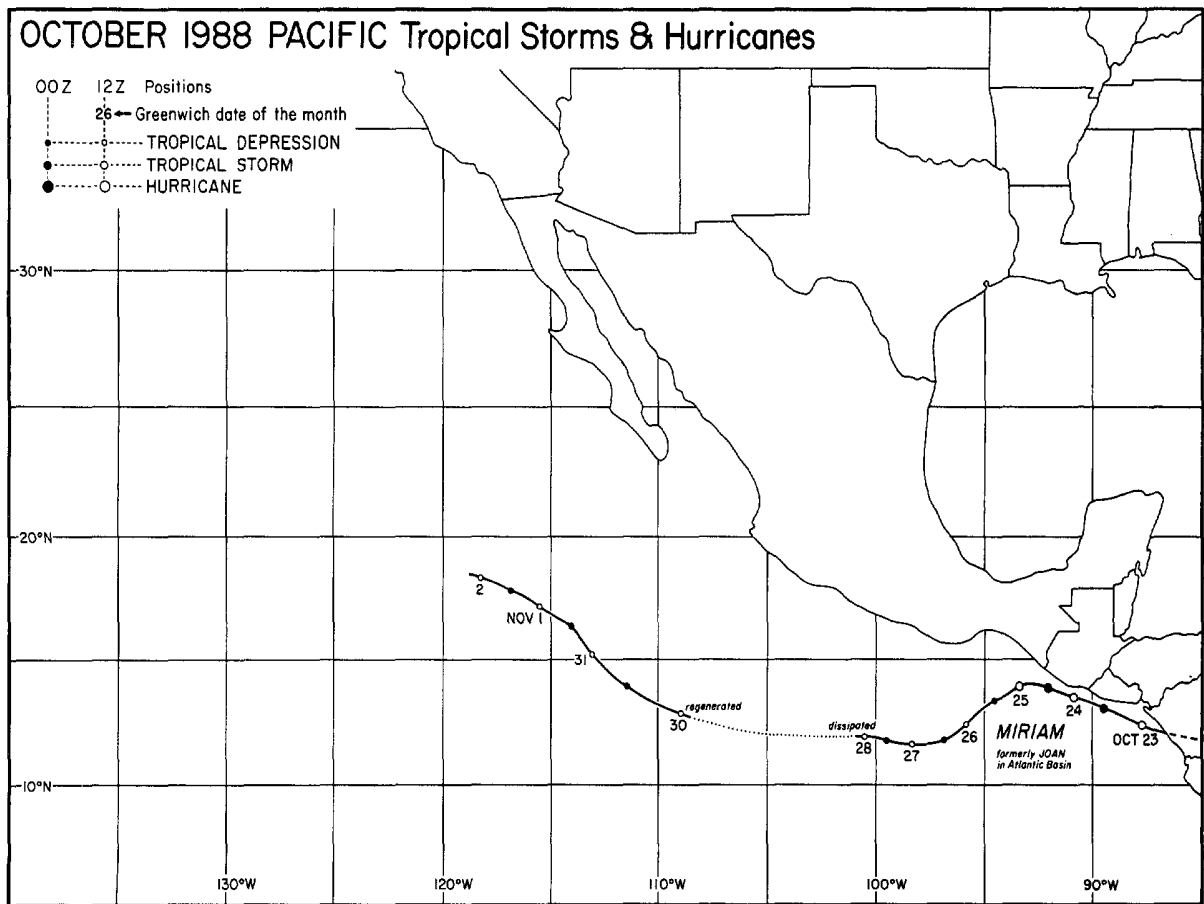 OCTOBER 1988 PACIFIC Tropical Storms & Hurricanes
00Z 12Z Positions
26 Greenwich date of the month
TROPICAL DEPRESSION
TROPICAL STORM
HURRICANE
30°N
20°N
2
NOV 1
31
regenerated
30
dissipated
28
27
26
25
24
OCT 23
MIRIAM
formerly JOAN
in Atlantic Basin
10°N
130°W 120°W 110°W 100°W 90°W